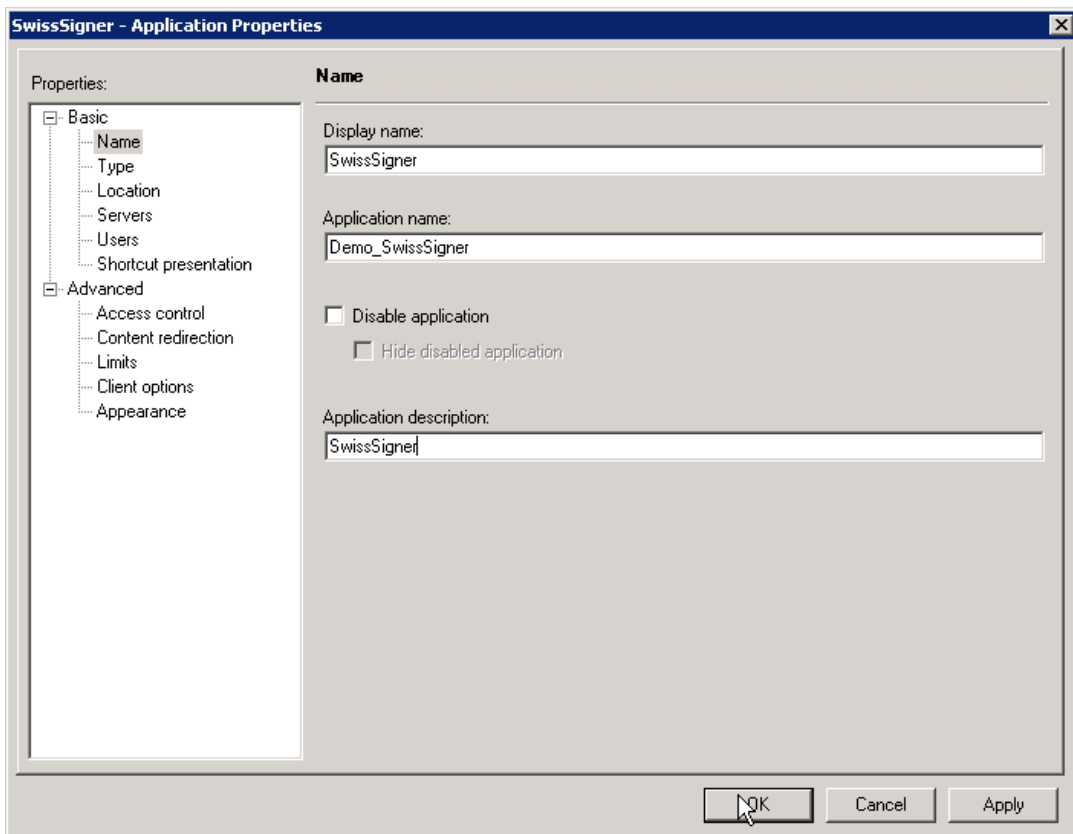 SwissSigner - Application Properties
Properties:
Basic
Name
Type
Location
Servers
Users
Shortcut presentation
Advanced
Access control
Content redirection
Limits
Client options
Appearance
Name
Display name:
SwissSigner
Application name:
Demo_SwissSigner
Disable application
Hide disabled application
Application description:
SwissSigner
OK
Cancel
Apply